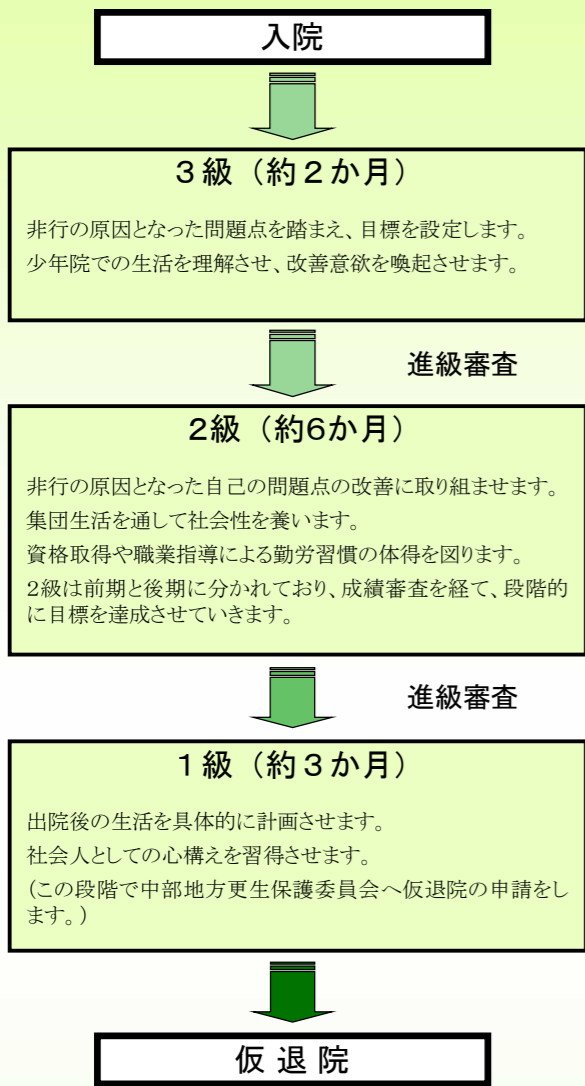 入院
３級（約２か月）
非行の原因となった問題点を踏まえ、目標を設定します。
少年院での生活を理解させ、改善意欲を喚起させます。
進級審査
2級（約6か月）
非行の原因となった自己の問題点の改善に取り組ませます。
集団生活を通して社会性を養います。
資格取得や職業指導による勤労習慣の体得を図ります。
２級は前期と後期に分かれており、成績審査を経て、段階的
に目標を達成させていきます。
進級審査
１級（約３か月）
出院後の生活を具体的に計画させます。
社会人としての心構えを習得させます。
（この段階で中部地方更生保護委員会へ仮退院の申請をし
ます。）
仮 退 院